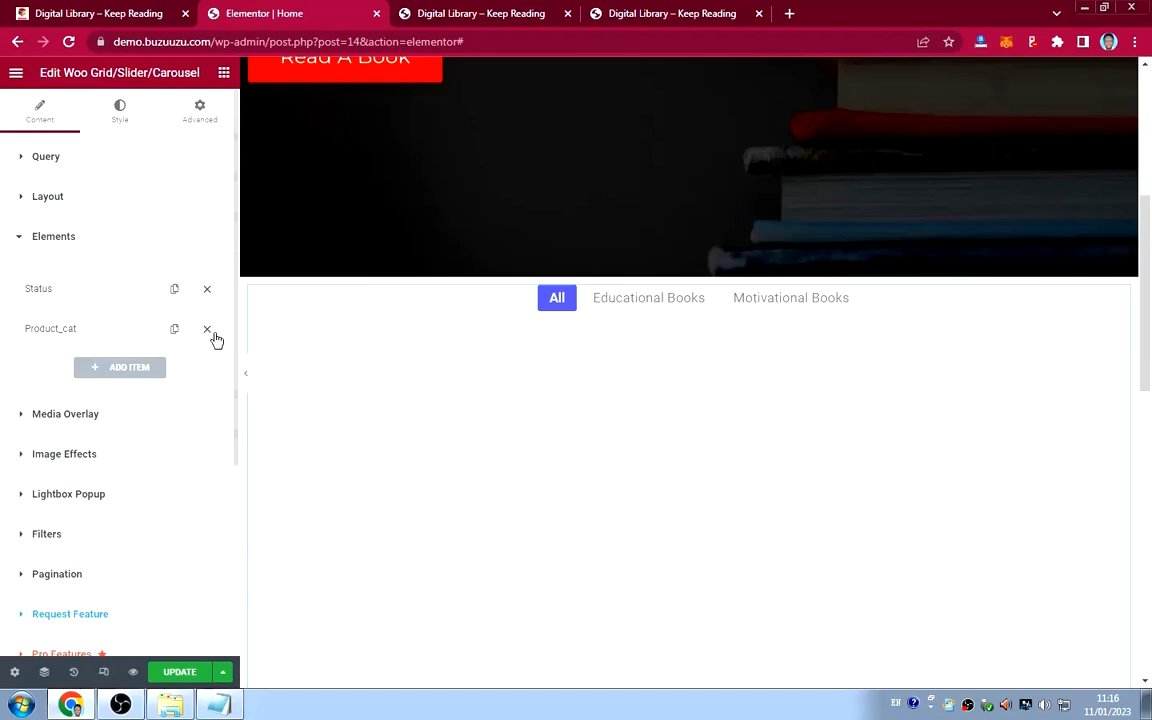 Digital Library – Keep Reading
Elementor | Home
Digital Library – Keep Reading
Digital Library – Keep Reading
demo.buzuuzu.com/wp-admin/post.php?post=14&action=elementor#
Edit Woo Grid/Slider/Carousel
Content
Style
Advanced
Query
Layout
Elements
Status
Product_cat
ADD ITEM
Media Overlay
Image Effects
Lightbox Popup
Filters
Pagination
Request Feature
Pro Features
UPDATE
Read A Book
All
Educational Books
Motivational Books
EN
11:16
11/01/2023